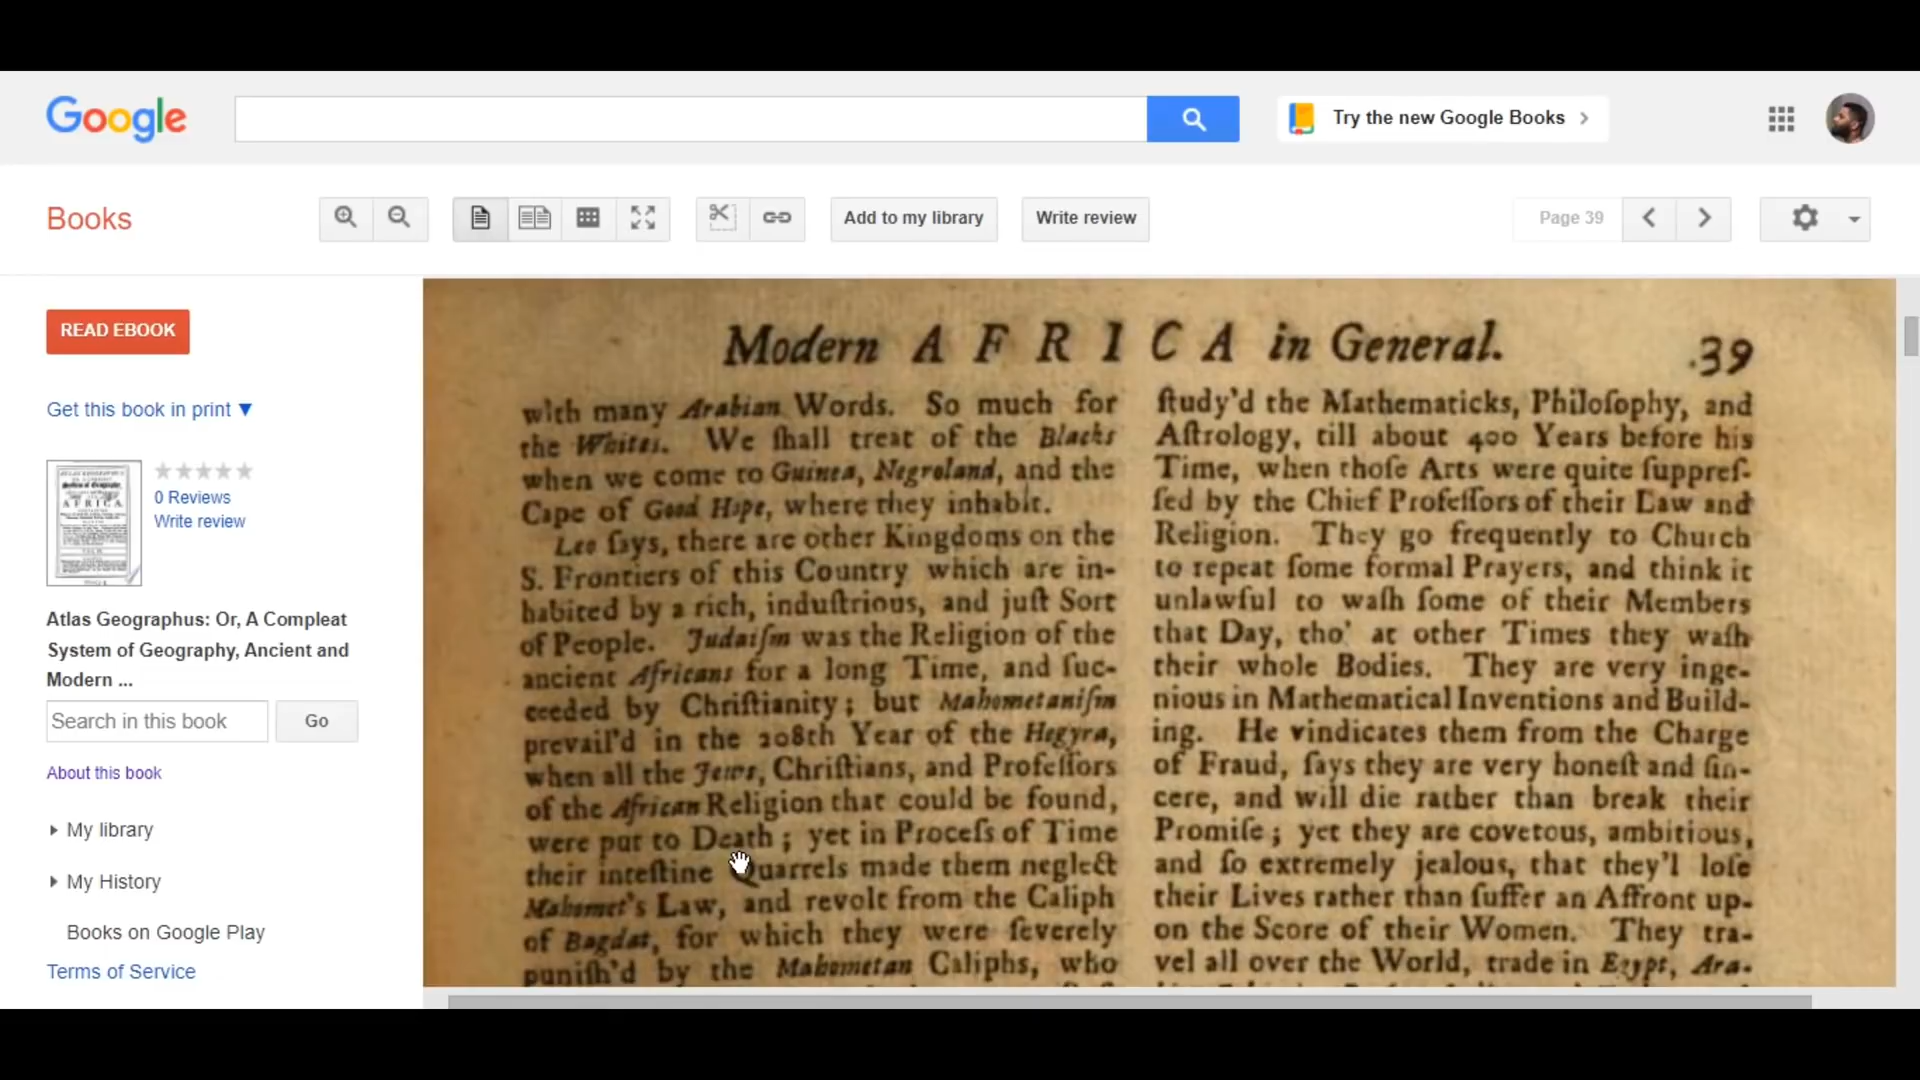 Google
Try the new Google Books
Books
Add to my library
Write review
Page 39
READ EBOOK
Get this book in print ▼
0 Reviews
Write review
Atlas Geographus: Or, A Compleat
System of Geography, Ancient and
Modern ...
Search in this book
Go
About this book
My library
My History
Books on Google Play
Terms of Service
Modern AFRICA in General. 39
with many Arabian Words. So much for
the Whites. We ſhall treat of the Blacks
when we come to Guinea, Negroland, and the
Cape of Good Hope, where they inhabit.
Leo ſays, there are other Kingdoms on the
S. Frontiers of this Country which are in-
habited by a rich, induſtrious, and juſt Sort
of People. Judaiſm was the Religion of the
ancient Africans for a long Time, and ſuc-
ceeded by Chriſtianity; but Mahometaniſm
prevail'd in the 208th Year of the Hegyra,
when all the Jews, Chriſtians, and Profeſſors
of the African Religion that could be found,
were put to Death; yet in Proceſs of Time
their inteſtine Quarrels made them neglect
Mahomet's Law, and revolt from the Caliph
of Bagdat, for which they were ſeverely
puniſh'd by the Mahometan Caliphs, who
ſtudy'd the Mathematicks, Philoſophy, and
Aſtrology, till about 400 Years before his
Time, when thoſe Arts were quite ſuppreſ-
ſed by the Chief Profeſſors of their Law and
Religion. They go frequently to Church
to repeat ſome formal Prayers, and think it
unlawful to waſh ſome of their Members
that Day, tho' at other Times they waſh
their whole Bodies. They are very inge-
nious in Mathematical Inventions and Build-
ing. He vindicates them from the Charge
of Fraud, ſays they are very honeſt and ſin-
cere, and will die rather than break their
Promiſe; yet they are covetous, ambitious,
and ſo extremely jealous, that they'l loſe
their Lives rather than ſuffer an Affront up-
on the Score of their Women. They tra-
vel all over the World, trade in Egypt, Ara-